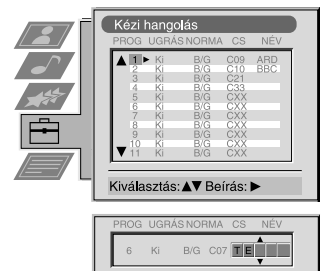 Kézi hangolás
PROG UGRÁS NORMA CS NÉV
1 Ki B/G C09 ARD
2 Ki B/G C10 BBC
3 Ki B/G C21
4 Ki B/G C33
5 Ki B/G CXX
6 Ki B/G CXX
7 Ki B/G CXX
8 Ki B/G CXX
9 Ki B/G CXX
10 Ki B/G CXX
11 Ki B/G CXX
Kiválasztás:▲▼ Beírás: ►
PROG UGRÁS NORMA CS NÉV
6 Ki B/G C07 TE